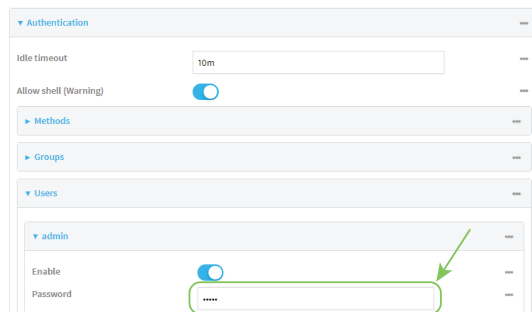 Authentication
Idle timeout
10m
Allow shell (Warning)
Methods
Groups
Users
admin
Enable
Password
•••••